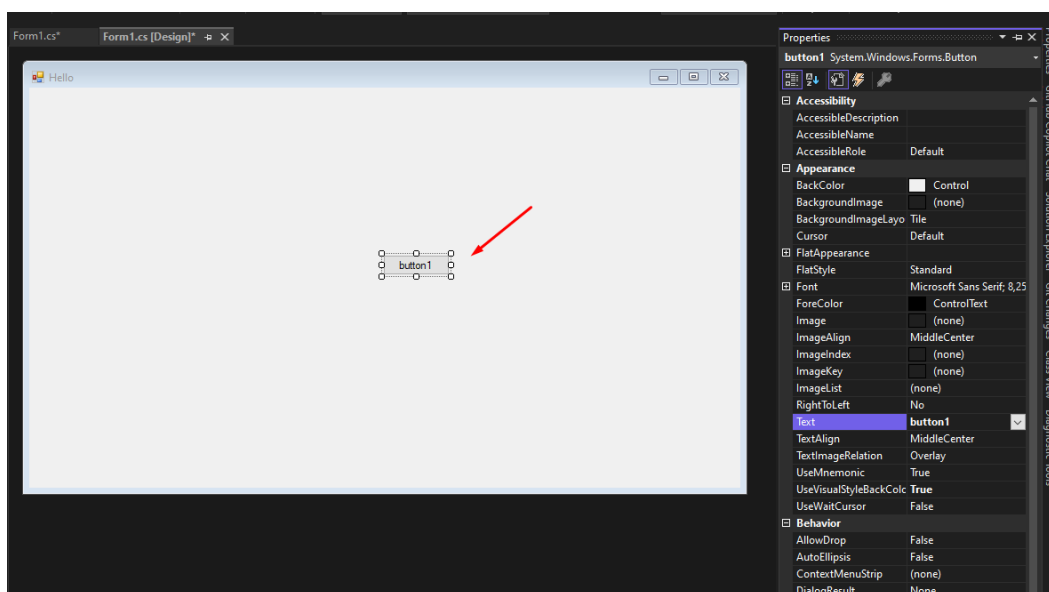 Form1.cs*
Form1.cs [Design]*
Hello
button1
Properties
button1 System.Windows.Forms.Button
Accessibility
AccessibleDescription
AccessibleName
AccessibleRole Default
Appearance
BackColor Control
BackgroundImage (none)
BackgroundImageLayo Tile
Cursor Default
FlatAppearance
FlatStyle Standard
Font Microsoft Sans Serif; 8,25
ForeColor ControlText
Image (none)
ImageAlign MiddleCenter
ImageIndex (none)
ImageKey (none)
ImageList (none)
RightToLeft No
Text button1
TextAlign MiddleCenter
TextImageRelation Overlay
UseMnemonic True
UseVisualStyleBackColc True
UseWaitCursor False
Behavior
AllowDrop False
AutoEllipsis False
ContextMenuStrip (none)
DialogResult None